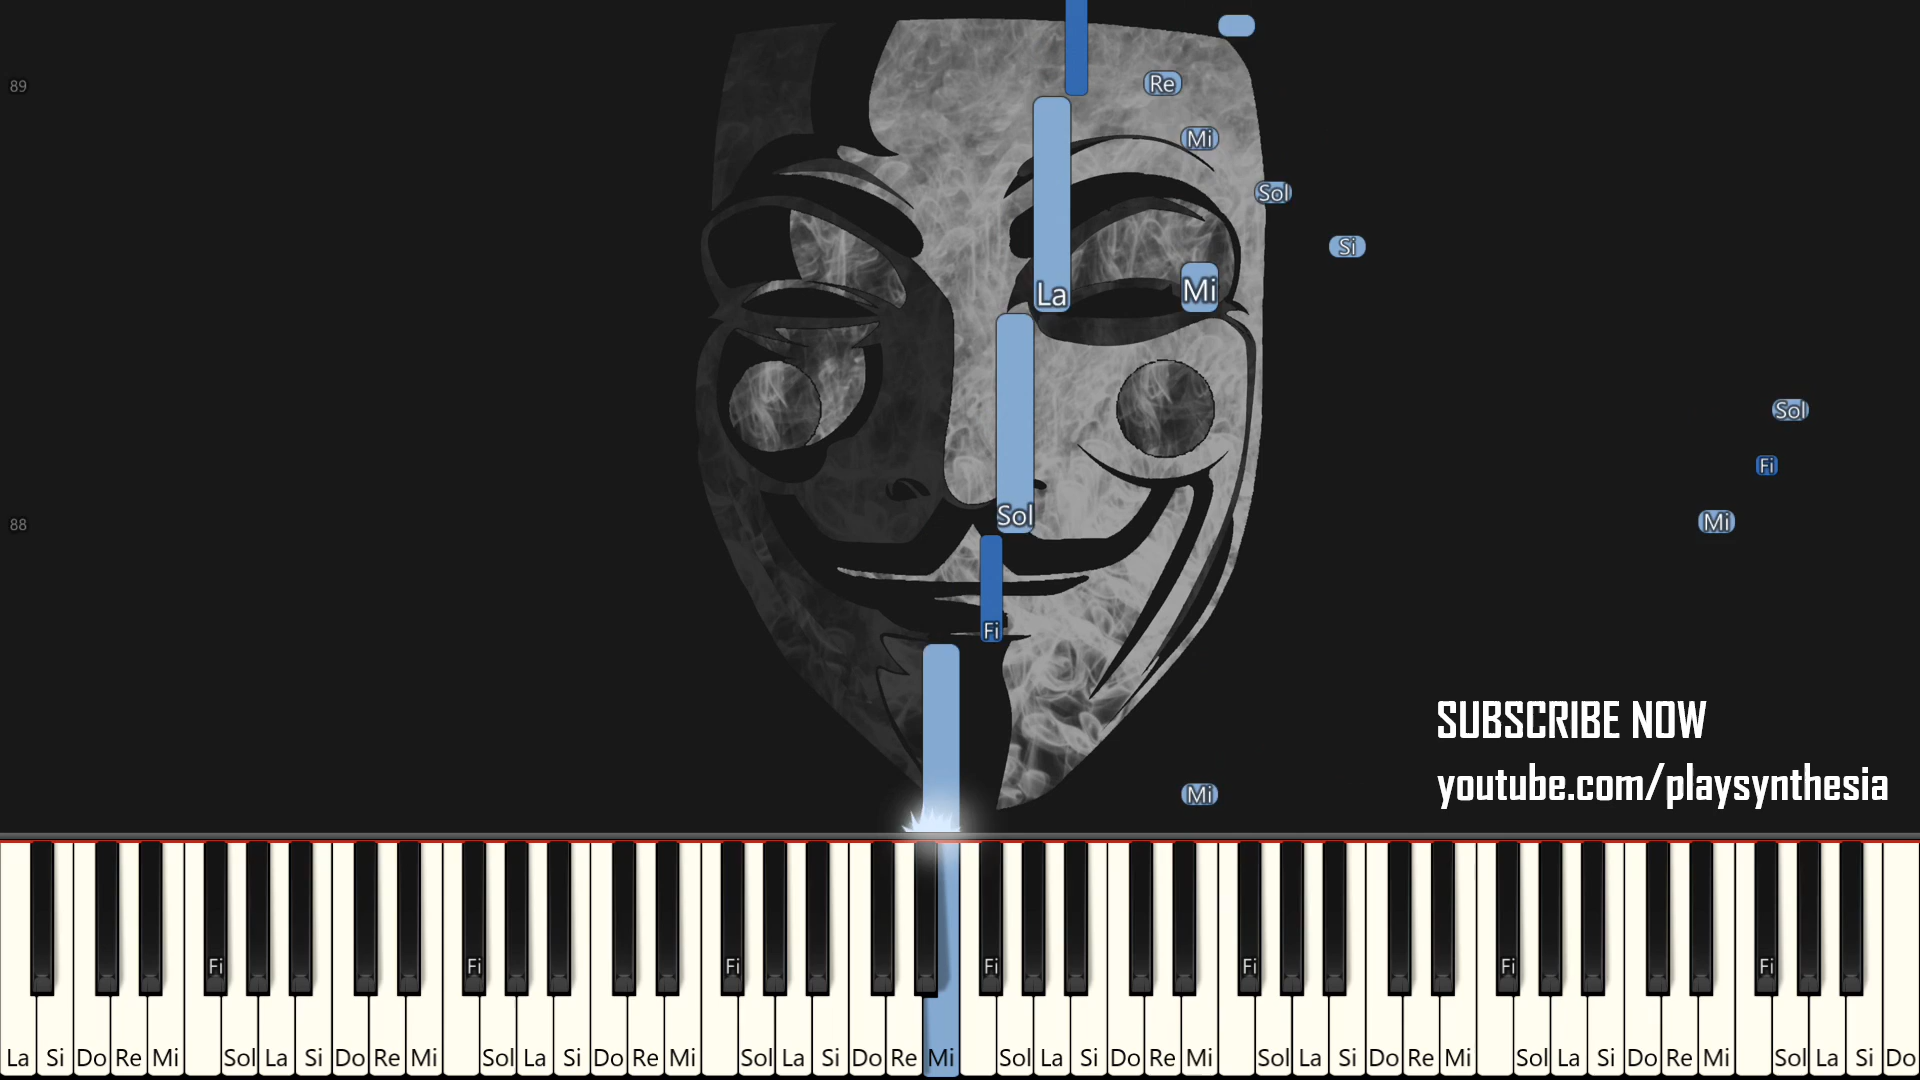 89
Re
Mi
Sol
Si
La
Mi
Sol
Fi
Sol
88
Mi
Fi
SUBSCRIBE NOW
youtube.com/playsynthesia
Mi
Fi Fi Fi Fi Fi Fi Fi
La Si Do Re Mi Sol La Si Do Re Mi Sol La Si Do Re Mi Sol La Si Do Re Mi Sol La Si Do Re Mi Sol La Si Do Re Mi Sol La Si Do Re Mi Sol La Si Do